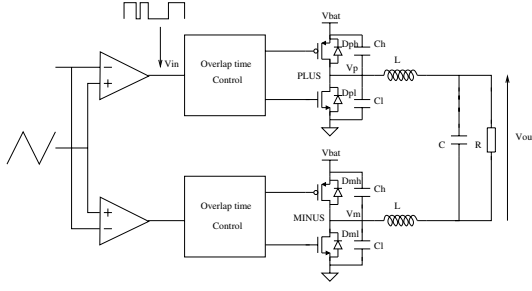 Vbat
Dph
Ch
Overlap time
Control
Vin
−
+
PLUS
Vp
L
Dpl
Cl
C
R
Vou
Vbat
Dmh
Ch
Overlap time
Control
+
−
MINUS
Vm
L
Dml
Cl